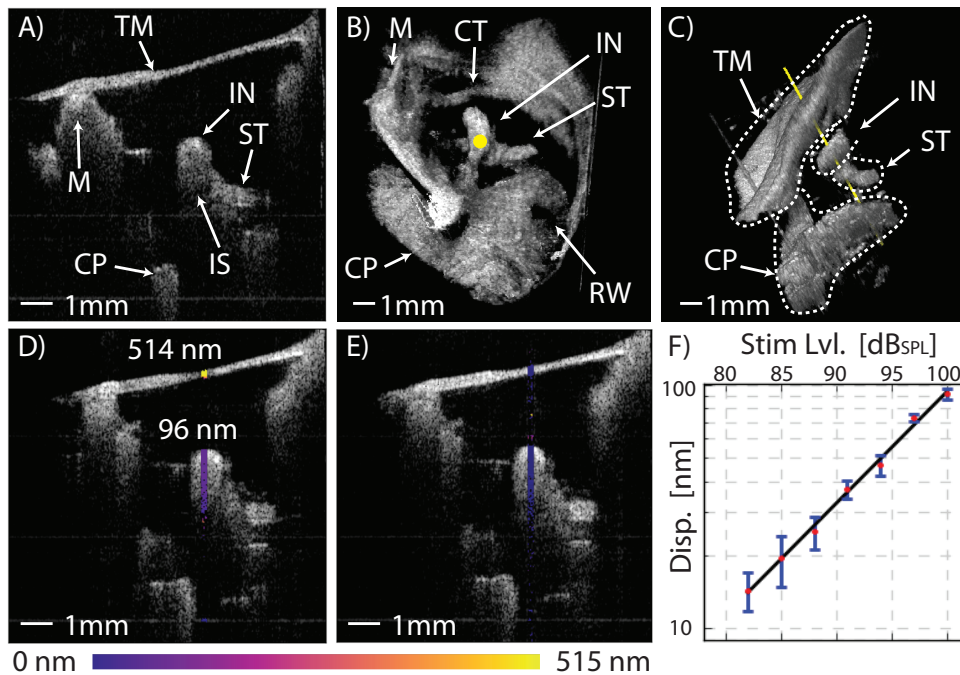 A)
TM
IN
ST
M
CP
IS
1mm
B)
M
CT
IN
ST
CP
RW
1mm
C)
TM
IN
ST
CP
1mm
D)
514 nm
96 nm
1mm
E)
1mm
F) Stim Lvl. [dBSPL]
80 85 90 95 100
100
Disp. [nm]
10
0 nm 515 nm